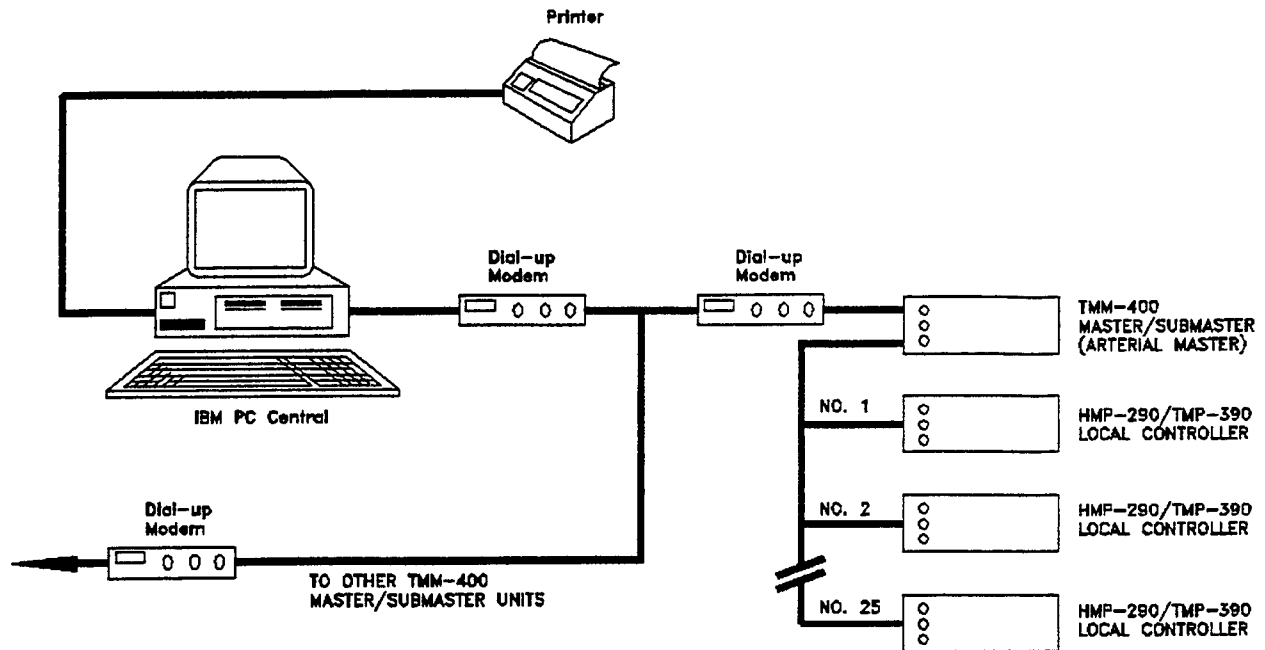 Printer
Dial-up
Modem
Dial-up
Modem
TMM-400
MASTER/SUBMASTER
(ARTERIAL MASTER)
IBM PC Central
NO. 1
HMP-290/TMP-390
LOCAL CONTROLLER
NO. 2
HMP-290/TMP-390
LOCAL CONTROLLER
Dial-up
Modem
TO OTHER TMM-400
MASTER/SUBMASTER UNITS
NO. 25
HMP-290/TMP-390
LOCAL CONTROLLER